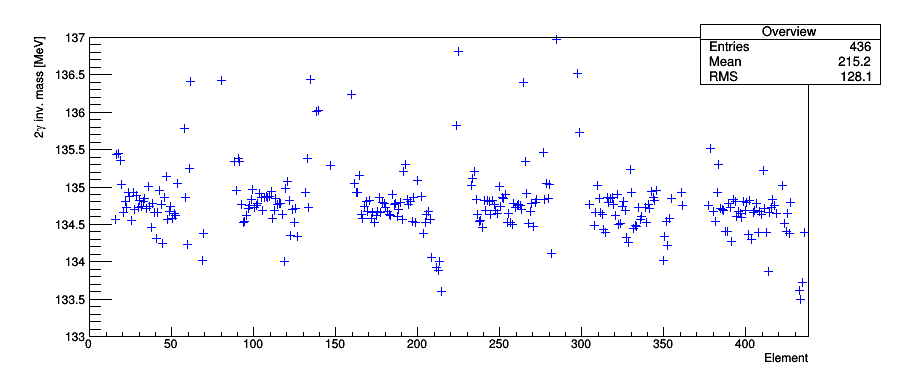 Overview
Entries 436
Mean 215.2
RMS 128.1
2γ inv. mass [MeV]
137
136.5
136
135.5
135
134.5
134
133.5
133
0 50 100 150 200 250 300 350 400
Element